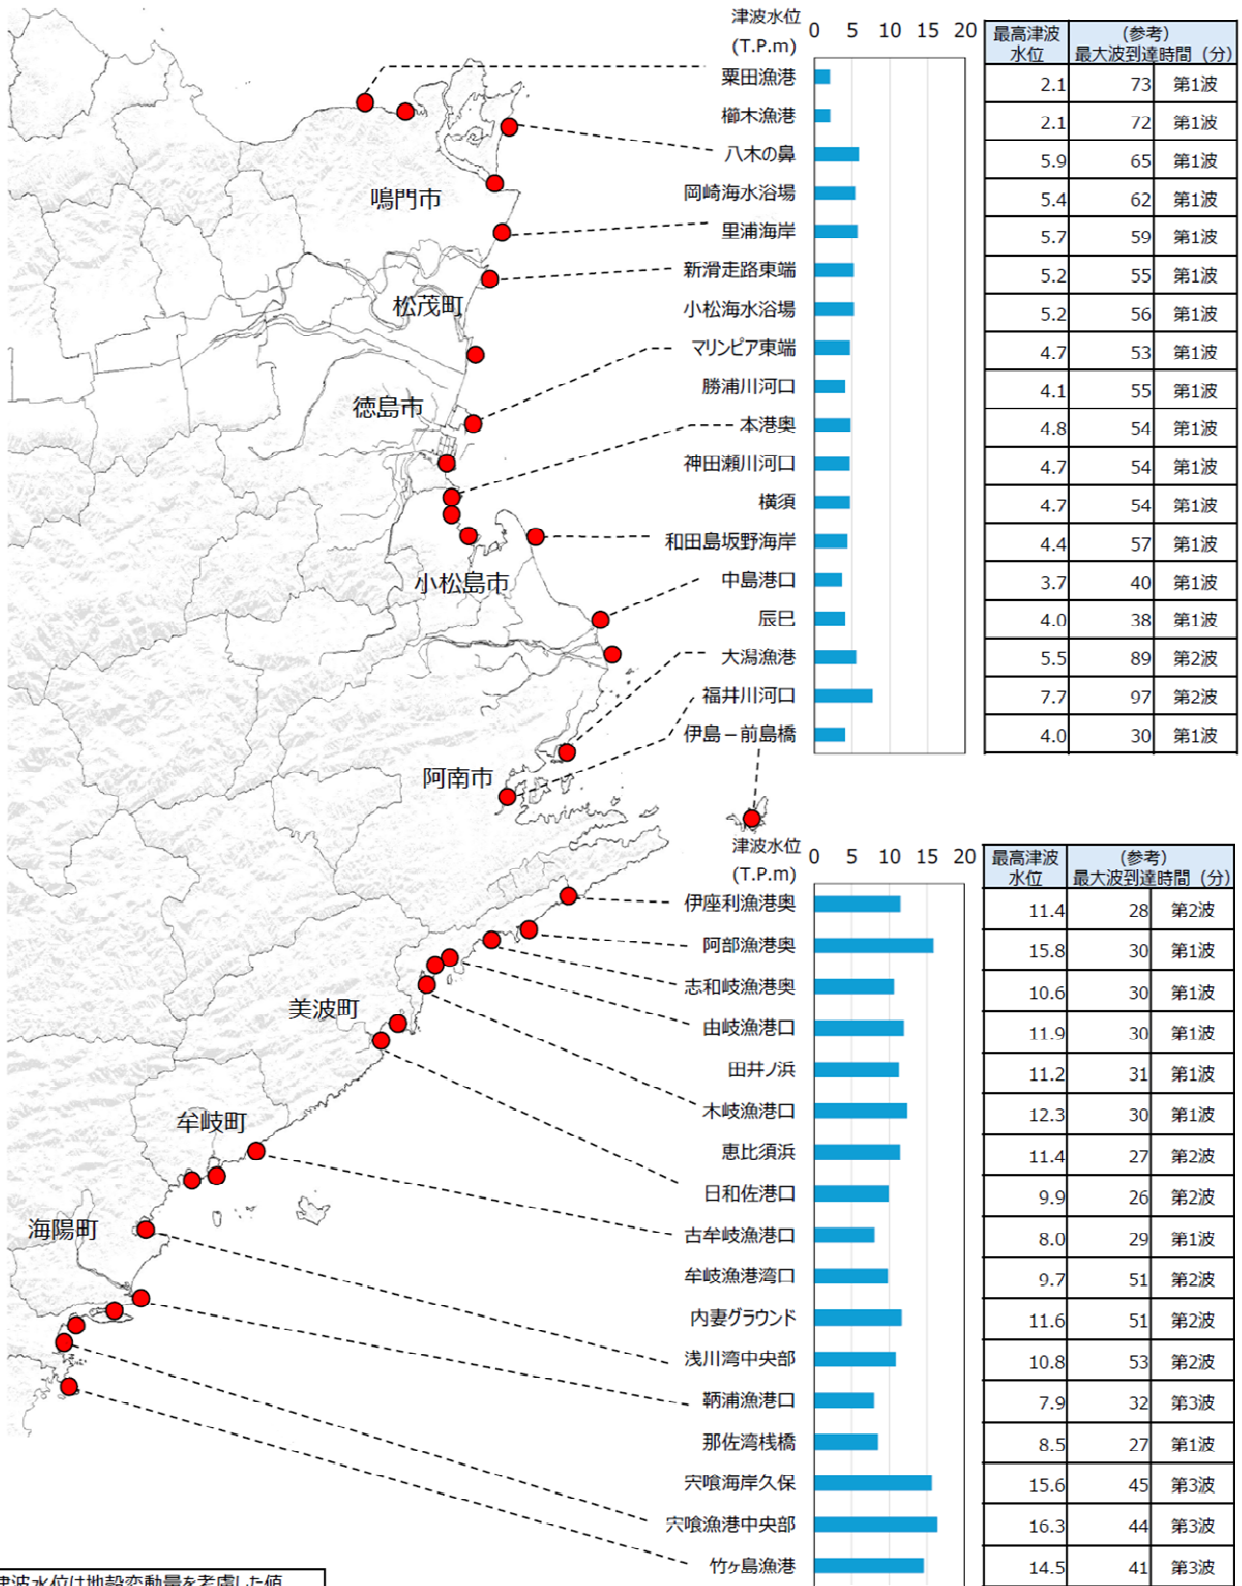 津波水位
(T.P.m)
0 5 10 15 20
最高津波
水位
(参考)
最大波到達時間 (分)
粟田漁港 2.1 73 第1波
櫛木漁港 2.1 72 第1波
八木の鼻 5.9 65 第1波
岡崎海水浴場 5.4 62 第1波
里浦海岸 5.7 59 第1波
新滑走路東端 5.2 55 第1波
小松海水浴場 5.2 56 第1波
マリンピア東端 4.7 53 第1波
勝浦川河口 4.1 55 第1波
本港奥 4.8 54 第1波
神田瀬川河口 4.7 54 第1波
横須 4.7 54 第1波
和田島坂野海岸 4.4 57 第1波
中島港口 3.7 40 第1波
辰巳 4.0 38 第1波
大潟漁港 5.5 89 第2波
福井川河口 7.7 97 第2波
伊島－前島橋 4.0 30 第1波
鳴門市
松茂町
徳島市
小松島市
阿南市
津波水位
(T.P.m)
0 5 10 15 20
最高津波
水位
(参考)
最大波到達時間 (分)
伊座利漁港奥 11.4 28 第2波
阿部漁港奥 15.8 30 第1波
志和岐漁港奥 10.6 30 第1波
由岐漁港口 11.9 30 第1波
田井ノ浜 11.2 31 第1波
木岐漁港口 12.3 30 第1波
恵比須浜 11.4 27 第2波
日和佐港口 9.9 26 第2波
古牟岐漁港口 8.0 29 第1波
牟岐漁港湾口 9.7 51 第2波
内妻グラウンド 11.6 51 第2波
浅川湾中央部 10.8 53 第2波
鞆浦漁港口 7.9 32 第3波
那佐湾桟橋 8.5 27 第1波
宍喰海岸久保 15.6 45 第3波
宍喰漁港中央部 16.3 44 第3波
竹ヶ島漁港 14.5 41 第3波
美波町
牟岐町
海陽町
津波水位は地殻変動量を考慮した値